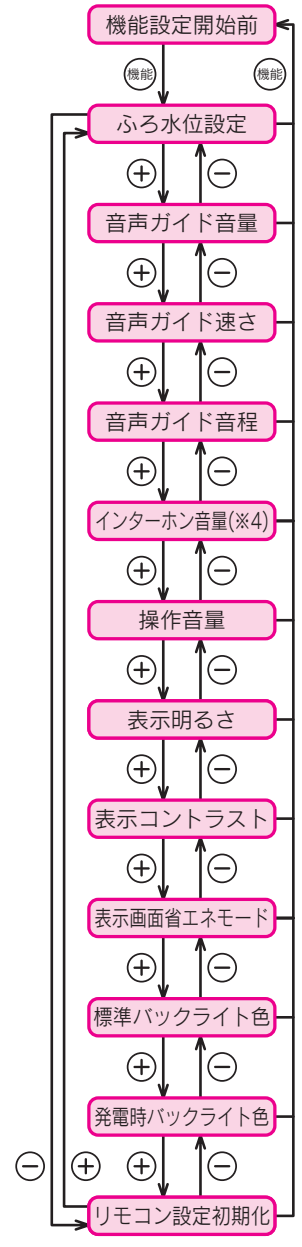 機能設定開始前
機能 機能
ふろ水位設定
+ −
音声ガイド音量
+ −
音声ガイド速さ
+ −
音声ガイド音程
+ −
インターホン音量(※4)
+ −
操作音量
+ −
表示明るさ
+ −
表示コントラスト
+ −
表示画面省エネモード
+ −
標準バックライト色
+ −
発電時バックライト色
− + + −
リモコン設定初期化